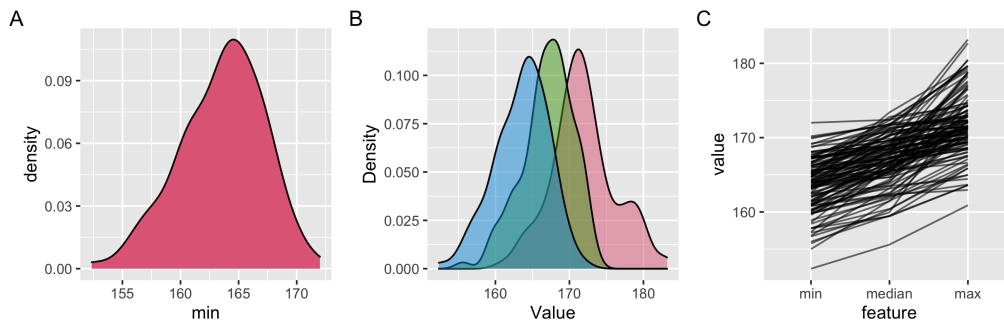 A
density
0.09
0.06
0.03
0.00
155 160 165 170
min
B
Density
0.100
0.075
0.050
0.025
0.000
160 170 180
Value
C
value
180
170
160
min median max
feature